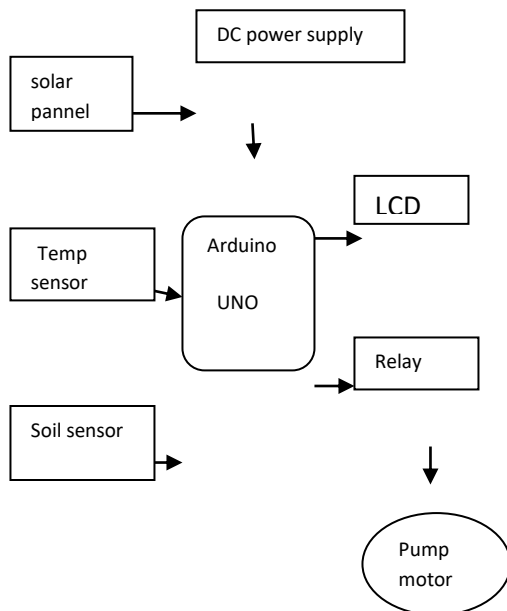 DC power supply
solar
pannel
LCD
Temp
sensor
Arduino
UNO
Relay
Soil sensor
Pump
motor